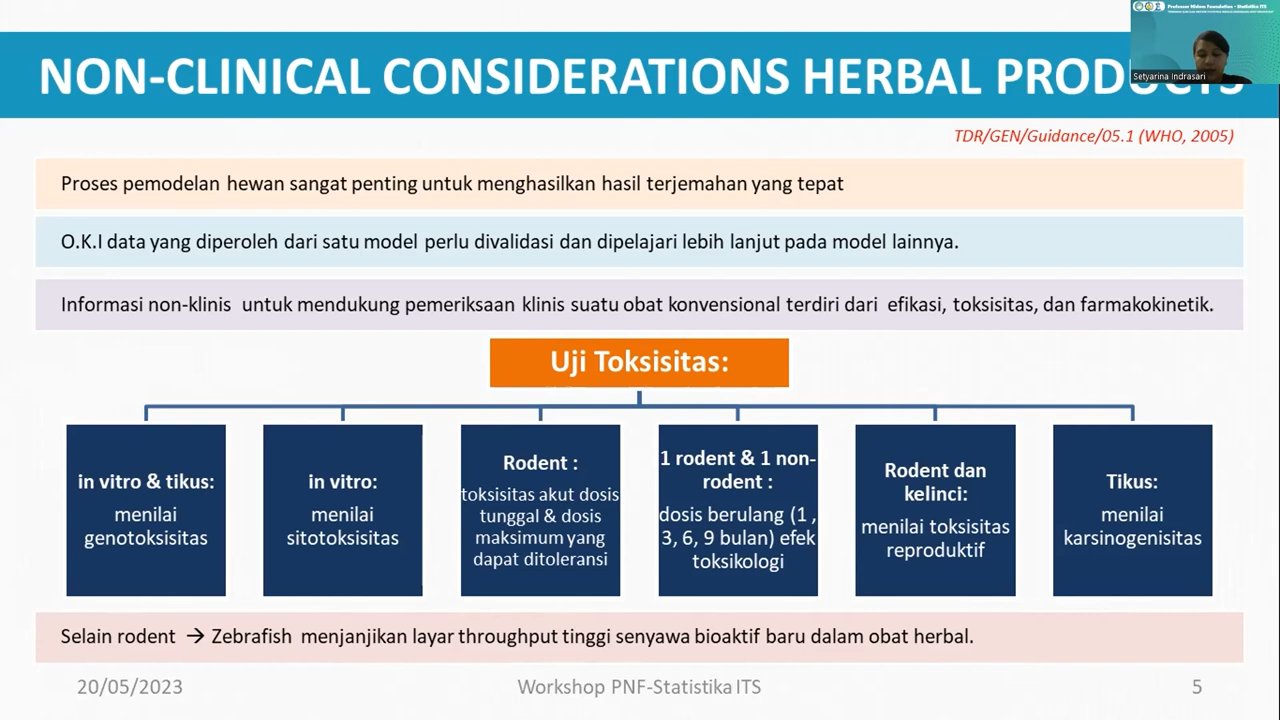 Professor Nidom Foundation - Statistika ITS
Setyarina Indrasari
NON-CLINICAL CONSIDERATIONS HERBAL PRODUCTS
TDR/GEN/Guidance/05.1 (WHO, 2005)
Proses pemodelan hewan sangat penting untuk menghasilkan hasil terjemahan yang tepat
O.K.I data yang diperoleh dari satu model perlu divalidasi dan dipelajari lebih lanjut pada model lainnya.
Informasi non-klinis untuk mendukung pemeriksaan klinis suatu obat konvensional terdiri dari efikasi, toksisitas, dan farmakokinetik.
Uji Toksisitas:
in vitro & tikus:
menilai
genotoksisitas
in vitro:
menilai
sitotoksisitas
Rodent :
toksisitas akut dosis
tunggal & dosis
maksimum yang
dapat ditoleransi
1 rodent & 1 non-
rodent :
dosis berulang (1 ,
3, 6, 9 bulan) efek
toksikologi
Rodent dan
kelinci:
menilai toksisitas
reproduktif
Tikus:
menilai
karsinogenisitas
Selain rodent → Zebrafish menjanjikan layar throughput tinggi senyawa bioaktif baru dalam obat herbal.
20/05/2023
Workshop PNF-Statistika ITS
5